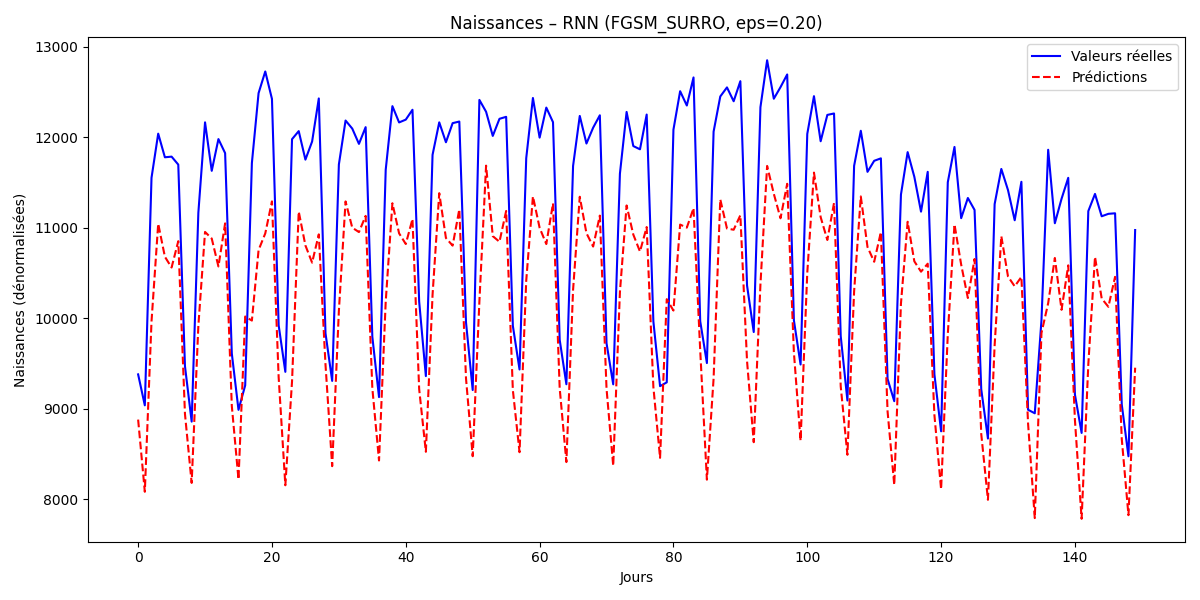 Naissances – RNN (FGSM_SURRO, eps=0.20)
Valeurs réelles
Prédictions
Naissances (dénormalisées)
13000
12000
11000
10000
9000
8000
0 20 40 60 80 100 120 140
Jours